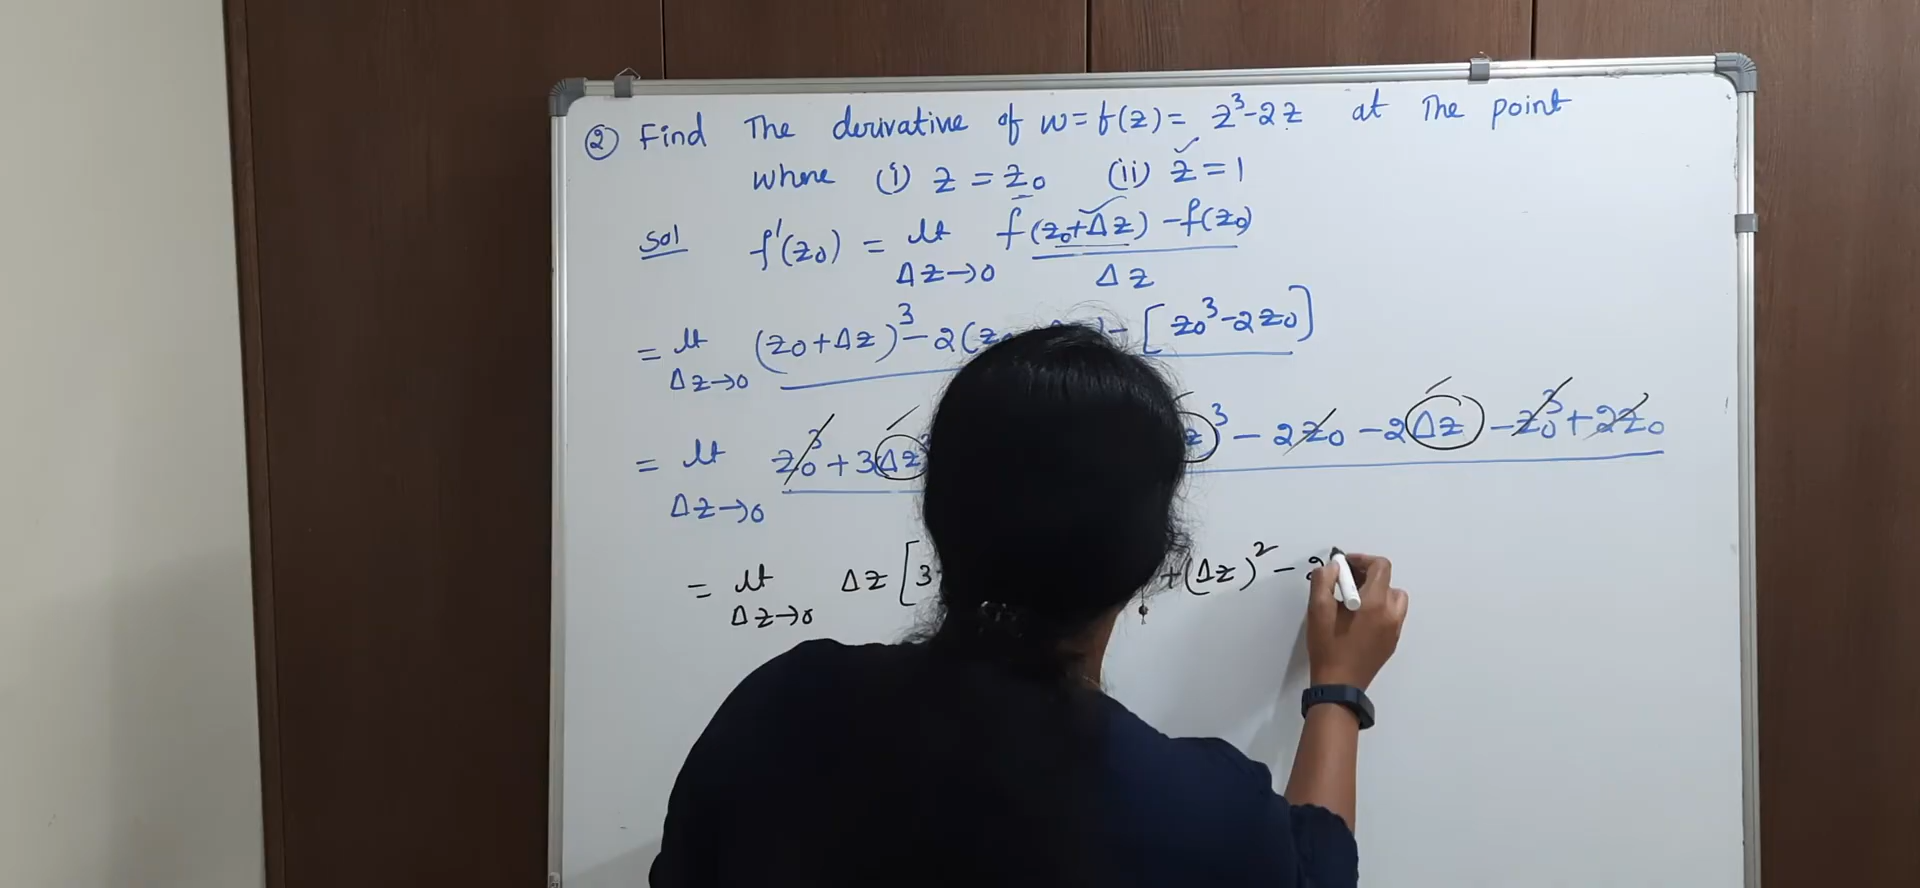 ② Find The derivative of w = f(z) = z³-2z at The point
where (i) z = z₀ (ii) z = 1
Sol f'(z₀) = lt f(z₀+Δz) - f(z₀)
Δz→0 Δz
= lt (z₀+Δz)³ - 2(z₀ ) - [z₀³-2z₀]
Δz→0
= lt z₀³ + 3(Δz z)³ - 2z₀ - 2(Δz) - z₀³ + 2z₀
Δz→0
= lt Δz [3 + (Δz)² - 2
Δz→0